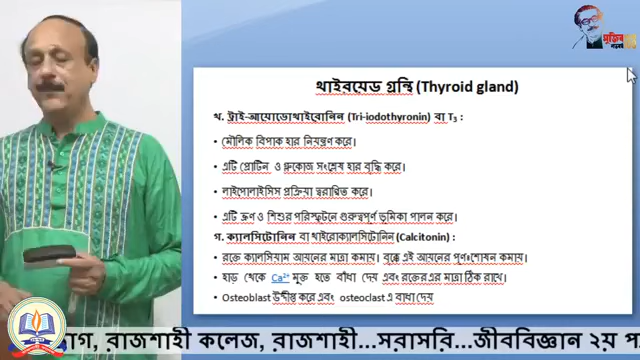 মুজিব
থাইরয়েড গ্রন্থি (Thyroid gland)
খ. ট্রাই-আয়োডোথাইরোনিন (Tri-iodothyronin) বা T₃ :
মৌলিক বিপাক হার নিয়ন্ত্রণ করে।
এটি প্রোটিন ও গ্লুকোজ সংশ্লেষ হার বৃদ্ধি করে।
লাইপোলাইসিস প্রক্রিয়া ত্বরাণ্বিত করে।
এটি ভ্রুণ ও শিশুর পরিস্ফুটনে গুরুত্বপূর্ণ ভূমিকা পালন করে।
গ. ক্যালসিটোনিন বা থাইরোক্যালসিটোনিন (Calcitonin) :
রক্তে ক্যালসিয়াম আয়নের মাত্রা কমায়। বৃক্কে এই আয়নের পূণঃশোষন কমায়।
হাড় থেকে Ca²⁺ মুক্ত হতে বাঁধা দেয় এবং রক্তের এর মাত্রা ঠিক রাখে।
Osteoblast উদ্দীপ্ত করে এবং osteoclast এ বাধা দেয়
াগ, রাজশাহী কলেজ, রাজশাহী...সরাসরি...জীববিজ্ঞান ২য় প